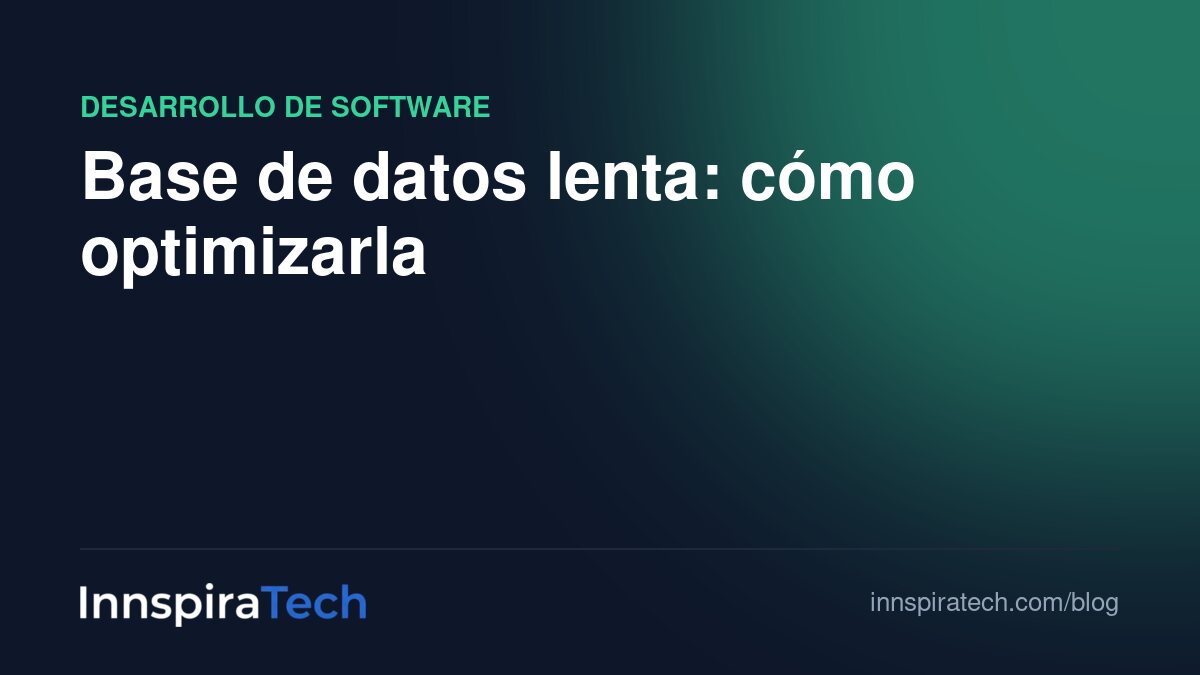 DESARROLLO DE SOFTWARE
Base de datos lenta: cómo
optimizarla
InnspiraTech
innspiratech.com/blog